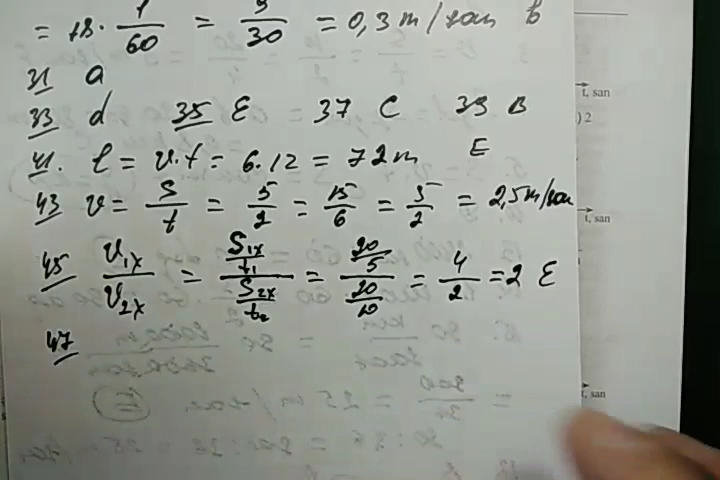 = 18 · 1/60 = 9/30 = 0,3 m/san b
31 a
33 d 35 E 37 C 39 B
41. l = v.t = 6.12 = 72m E
43 v = S/t = 5/2 = 15/6 = 5/2 = 2,5 m/san
45 v1x/v2x = (S1x/t1)/(S2x/t2) = (20/5)/(20/10) = 4/2 = 2 E
47
t, san
) 2
t, san
t, san